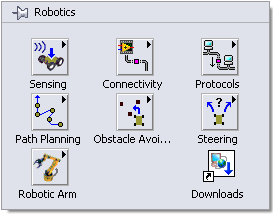 Robotics
Sensing
Connectivity
Protocols
Path Planning
Obstacle Avoi...
Steering
Robotic Arm
Downloads